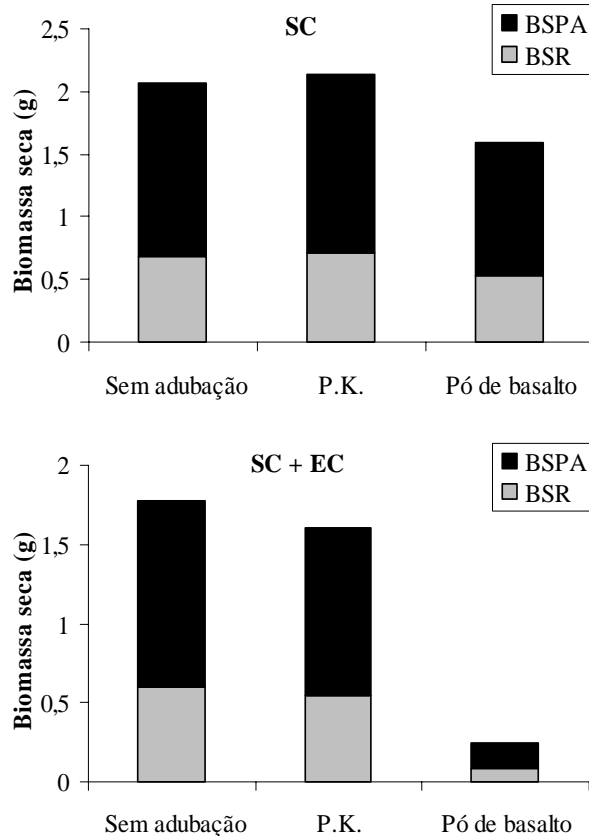 SC
BSPA
BSR
Biomassa seca (g)
2,5
2
1,5
1
0,5
0
Sem adubação P.K. Pó de basalto
SC + EC
BSPA
BSR
Biomassa seca (g)
2
1,5
1
0,5
0
Sem adubação P.K. Pó de basalto